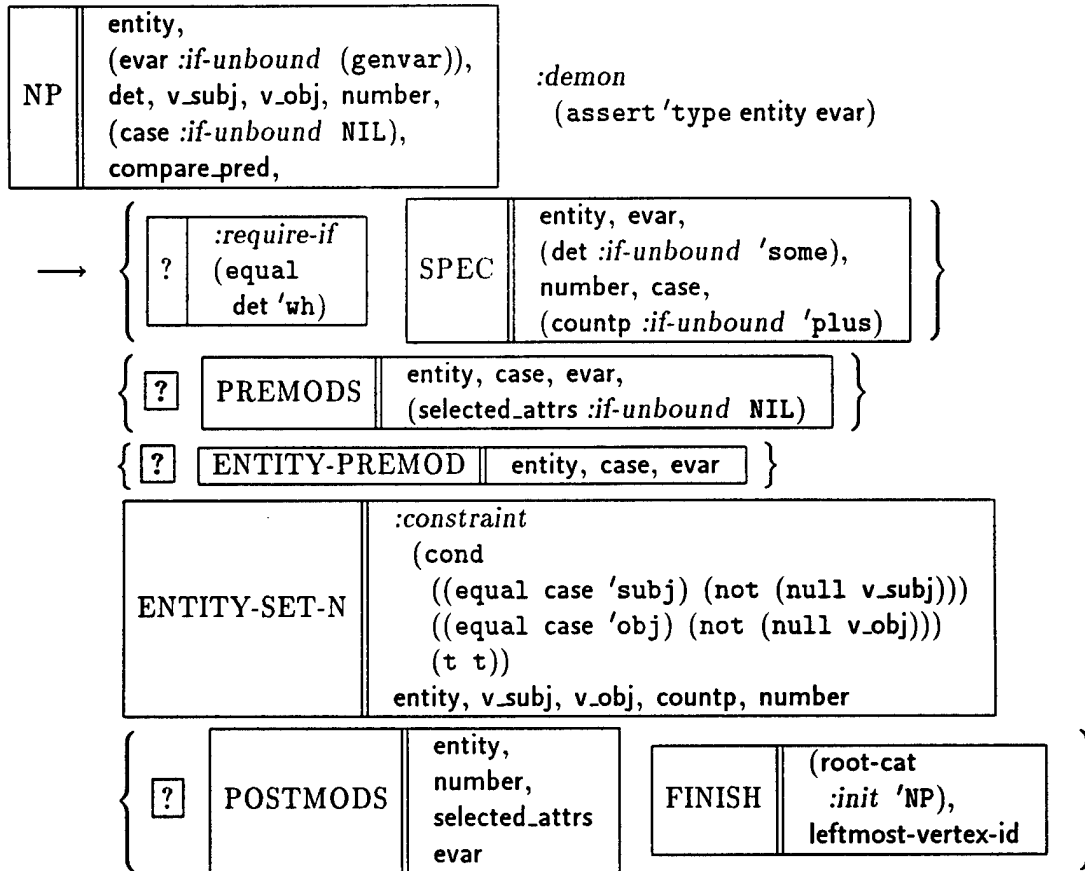 NP
entity,
(evar :if-unbound (genvar)),
det, v_subj, v_obj, number,
(case :if-unbound NIL),
compare_pred,
:demon
(assert 'type entity evar)
⟶ { ? :require-if
(equal
det 'wh)
SPEC
entity, evar,
(det :if-unbound 'some),
number, case,
(countp :if-unbound 'plus) }
{ ? PREMODS
entity, case, evar,
(selected_attrs :if-unbound NIL) }
{ ? ENTITY-PREMOD entity, case, evar }
ENTITY-SET-N
:constraint
(cond
((equal case 'subj) (not (null v_subj)))
((equal case 'obj) (not (null v_obj)))
(t t))
entity, v_subj, v_obj, countp, number
{ ? POSTMODS
entity,
number,
selected_attrs
evar
FINISH
(root-cat
:init 'NP),
leftmost-vertex-id }